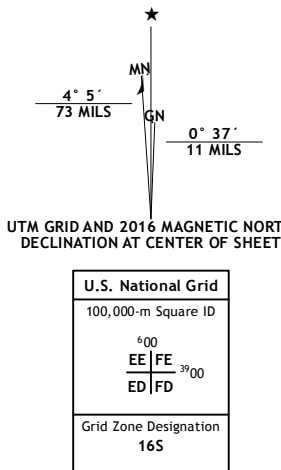 ★
MN
4° 5´
73 MILS
GN
0° 37´
11 MILS
UTM GRID AND 2016 MAGNETIC NORT
DECLINATION AT CENTER OF SHEET
U.S. National Grid
100,000-m Square ID
600
EE FE
3900
ED FD
Grid Zone Designation
16S